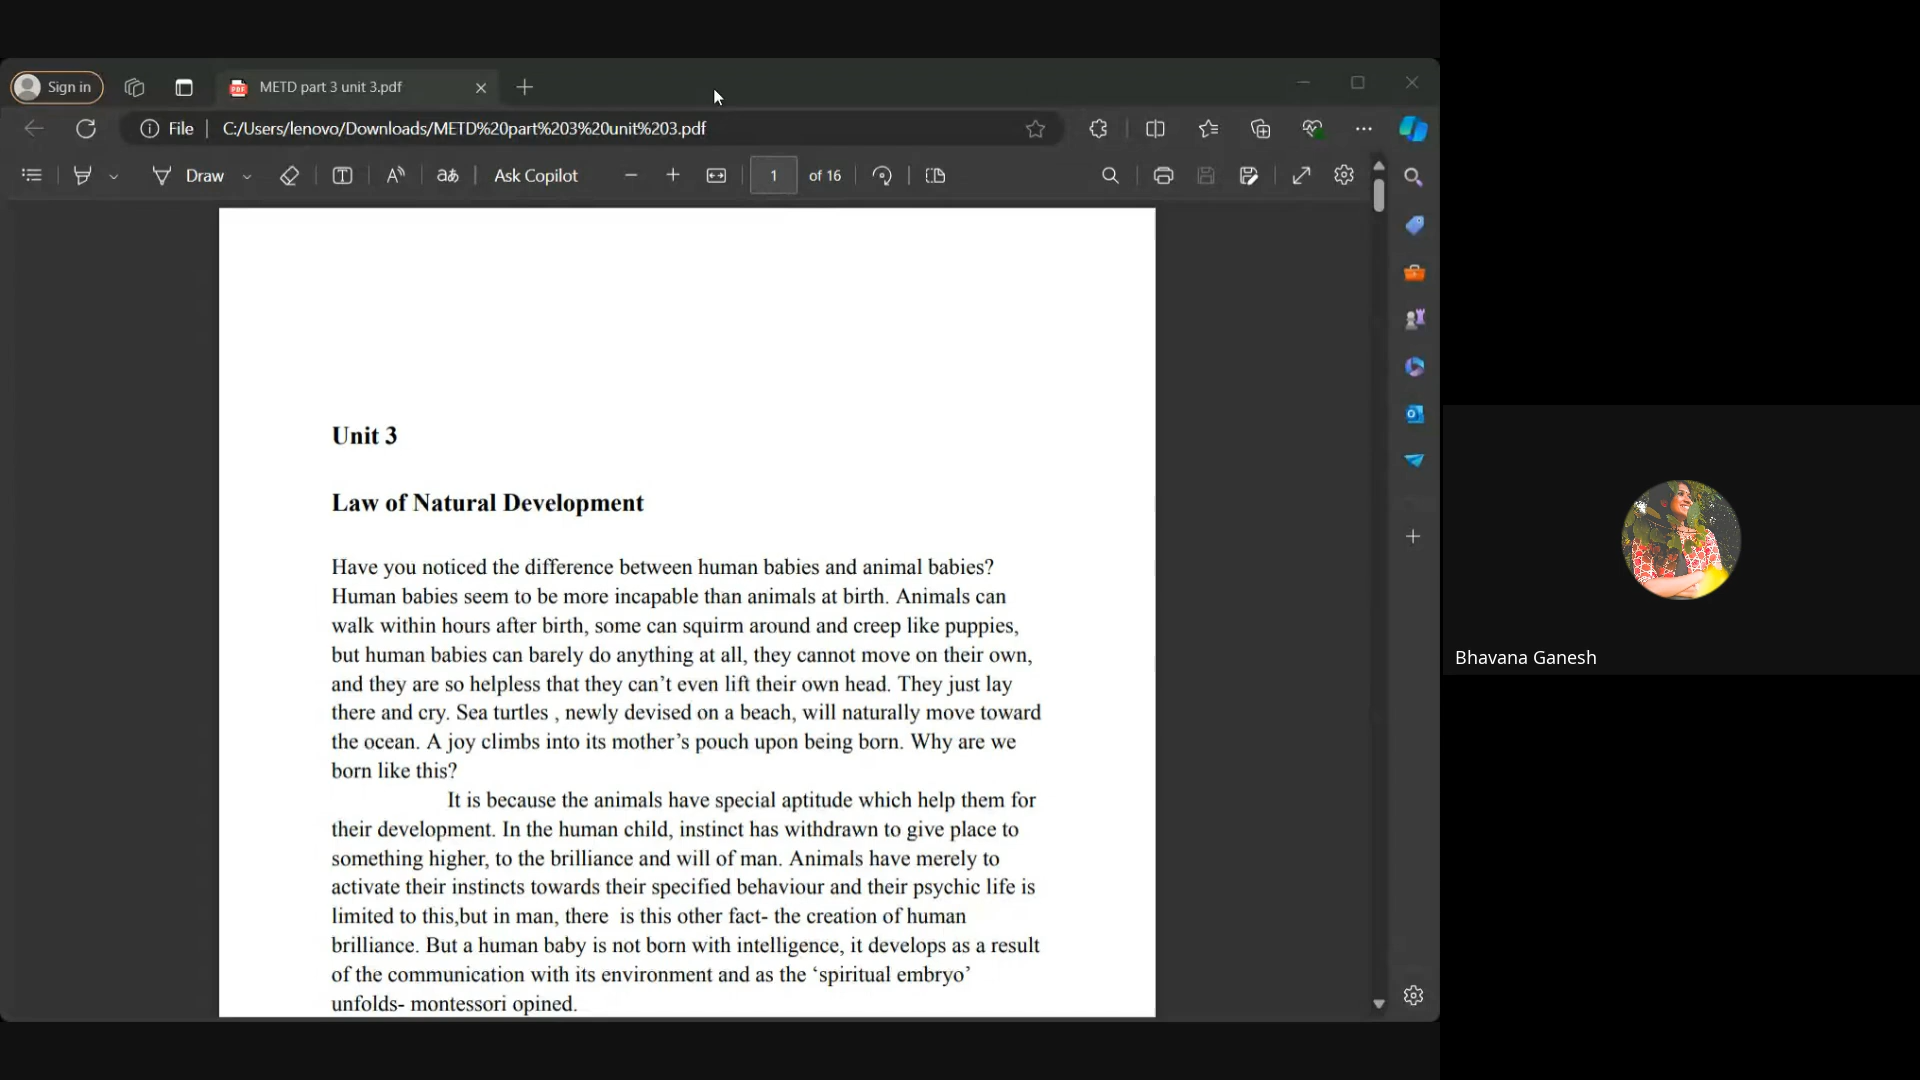 Sign in
METD part 3 unit 3.pdf
File
C:/Users/lenovo/Downloads/METD%20part%203%20unit%203.pdf
Draw
Ask Copilot
1
of 16
Unit 3
Law of Natural Development
Have you noticed the difference between human babies and animal babies?
Human babies seem to be more incapable than animals at birth. Animals can
walk within hours after birth, some can squirm around and creep like puppies,
but human babies can barely do anything at all, they cannot move on their own,
and they are so helpless that they can’t even lift their own head. They just lay
there and cry. Sea turtles , newly devised on a beach, will naturally move toward
the ocean. A joy climbs into its mother’s pouch upon being born. Why are we
born like this?
It is because the animals have special aptitude which help them for
their development. In the human child, instinct has withdrawn to give place to
something higher, to the brilliance and will of man. Animals have merely to
activate their instincts towards their specified behaviour and their psychic life is
limited to this,but in man, there  is this other fact- the creation of human
brilliance. But a human baby is not born with intelligence, it develops as a result
of the communication with its environment and as the ‘spiritual embryo’
unfolds- montessori opined.
Bhavana Ganesh